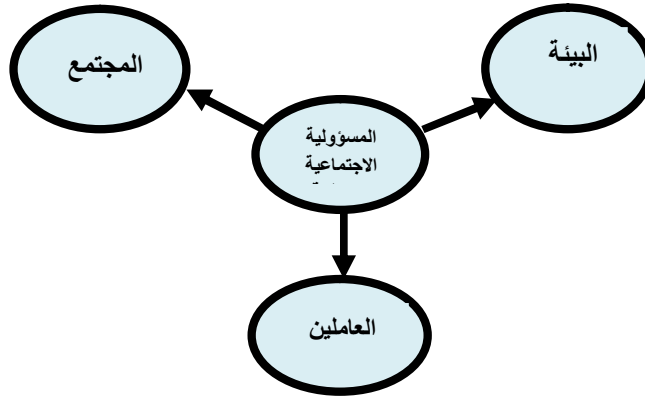 البيئة
المجتمع
المسؤولية
الاجتماعية
العاملين